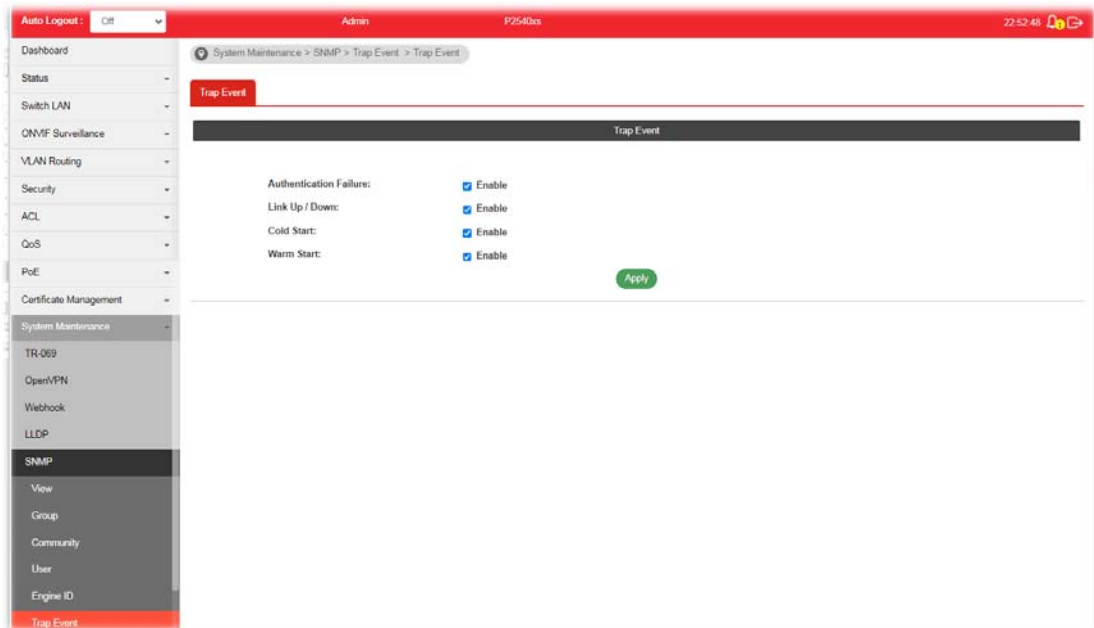 Auto Logout : Off Admin P2540xs 22:52:48
Dashboard
Status
Switch LAN
ONVIF Surveillance
VLAN Routing
Security
ACL
QoS
PoE
Certificate Management
System Maintenance
TR-069
OpenVPN
Webhook
LLDP
SNMP
View
Group
Community
User
Engine ID
Trap Event
System Maintenance > SNMP > Trap Event > Trap Event
Trap Event
Trap Event
Authentication Failure: Enable
Link Up / Down: Enable
Cold Start: Enable
Warm Start: Enable
Apply